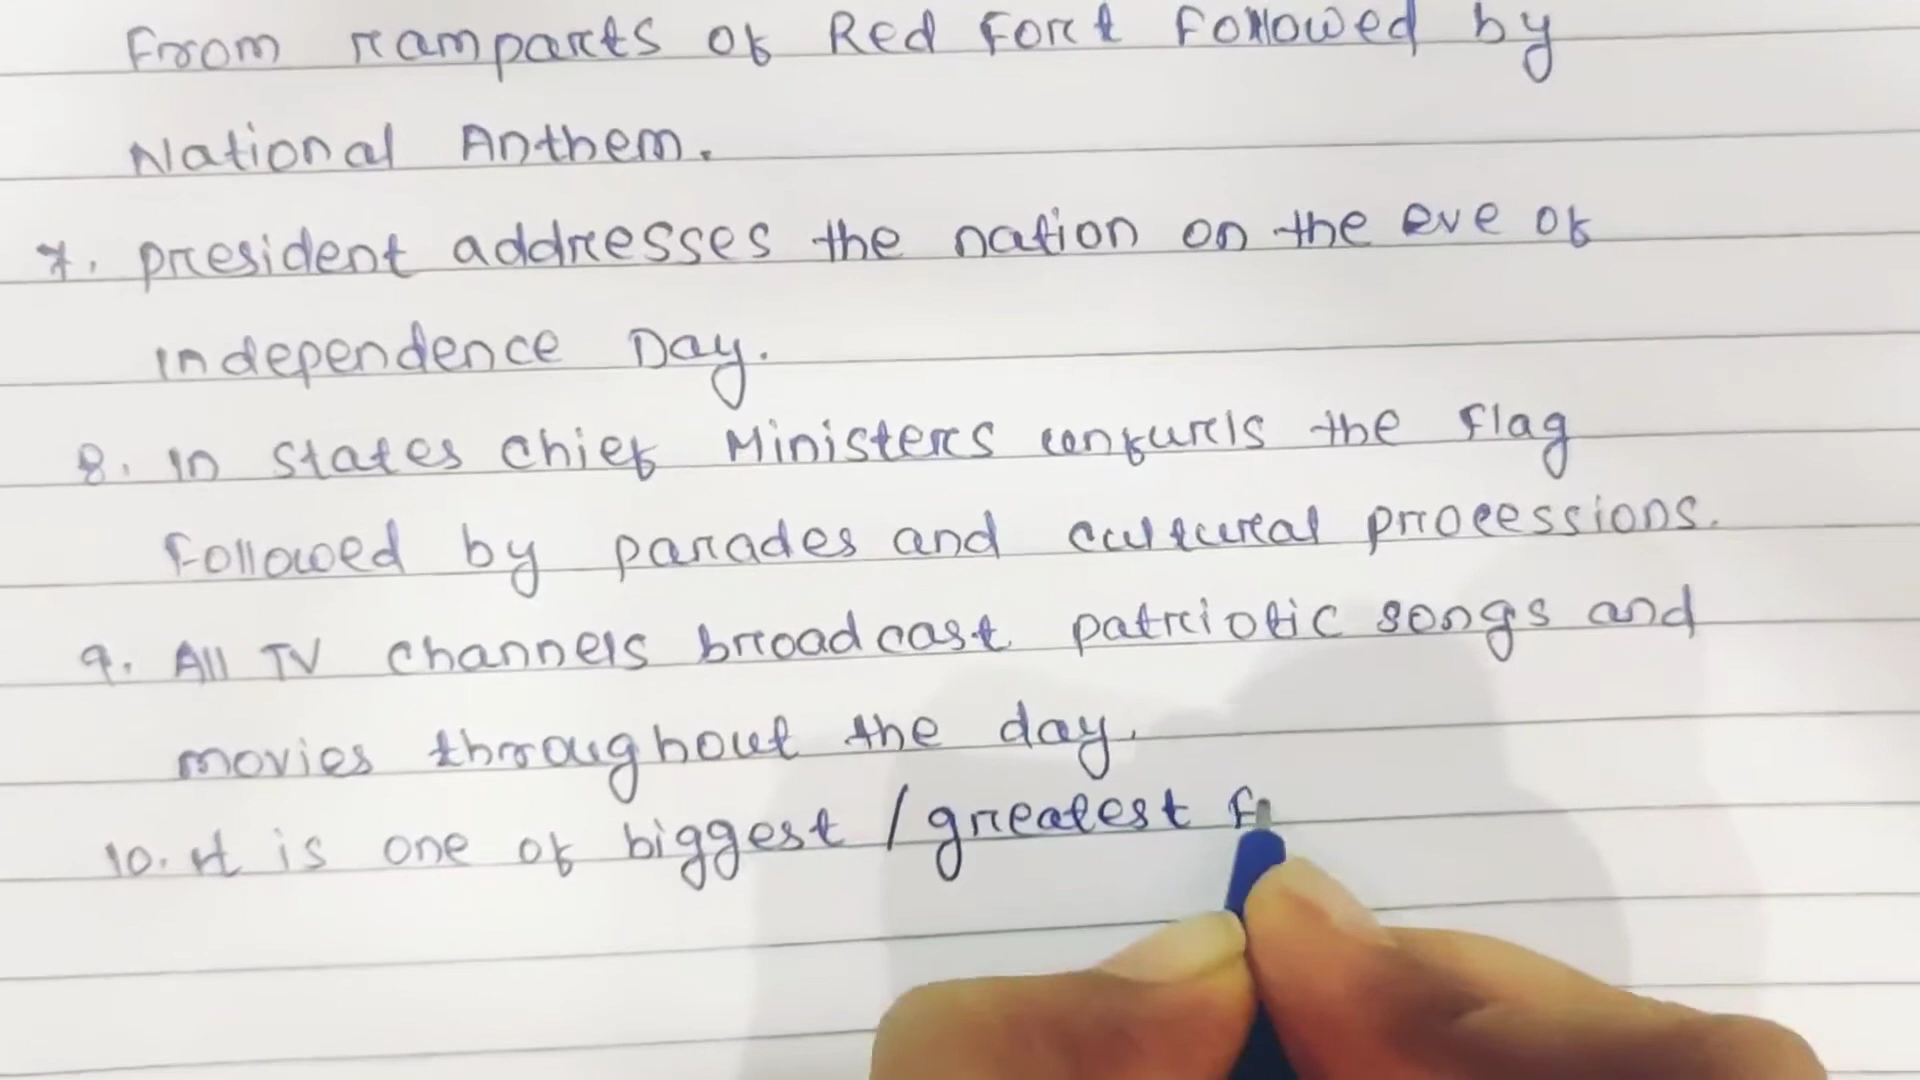 From ramparts of Red Fort Followed by
National Anthem.
7. president addresses the nation on the eve of
Independence Day.
8. In states chief Ministers the Flag
Followed by parades and cultural processions.
9. All TV channels broadcast patriotic songs and
movies throughout the day.
10. It is one of biggest / greatest F